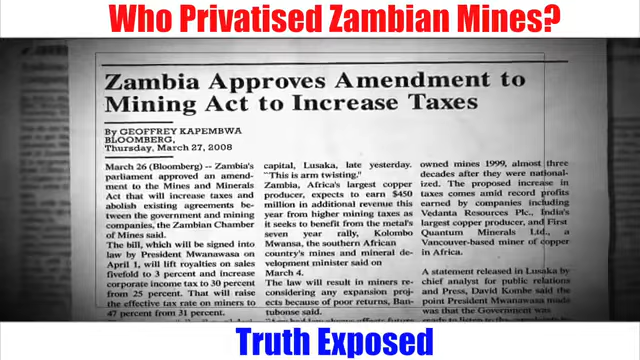 Who Privatised Zambian Mines?
Zambia Approves Amendment to
Mining Act to Increase Taxes
By GEOFFREY KAPEMBWA
BLOOMBERG,
Thursday, March 27, 2008
March 26 (Bloomberg) -- Zambia's
parliament approved an amend-
ment to the Mines and Minerals
Act that will increase taxes and
abolish existing agreements be-
tween the government and mining
companies, the Zambian Chamber
of Mines said.
The bill, which will be signed into
law by President Mwanawasa on
April 1, will lift royalties on sales
fivefold to 3 percent and increase
corporate income tax to 30 percent
from 25 percent. That will raise
the effective tax rate on miners to
47 percent from 31 percent.
capital, Lusaka, late yesterday.
"This is arm twisting."
Zambia, Africa's largest copper
producer, expects to earn $450
million in additional revenue this
year from higher mining taxes as
it seeks to benefit from the metal's
seven year rally, Kolombo
Mwansa, the southern African
country's mines and mineral de-
velopment minister said on
March 4.
The law will result in miners re-
considering any expansion proj-
ects because of poor returns, Ban-
tubonse said.
owned mines 1999, almost three
decades after they were national-
ized. The proposed increase in
taxes comes amid record profits
earned by companies including
Vedanta Resources Plc., India's
largest copper producer, and First
Quantum Minerals Ltd., a
Vancouver-based miner of copper
in Africa.
A statement released in Lusaka by
chief analyst for public relations
and Press, David Kombe said the
point President Mwanawasa made
was that the Government was
Truth Exposed